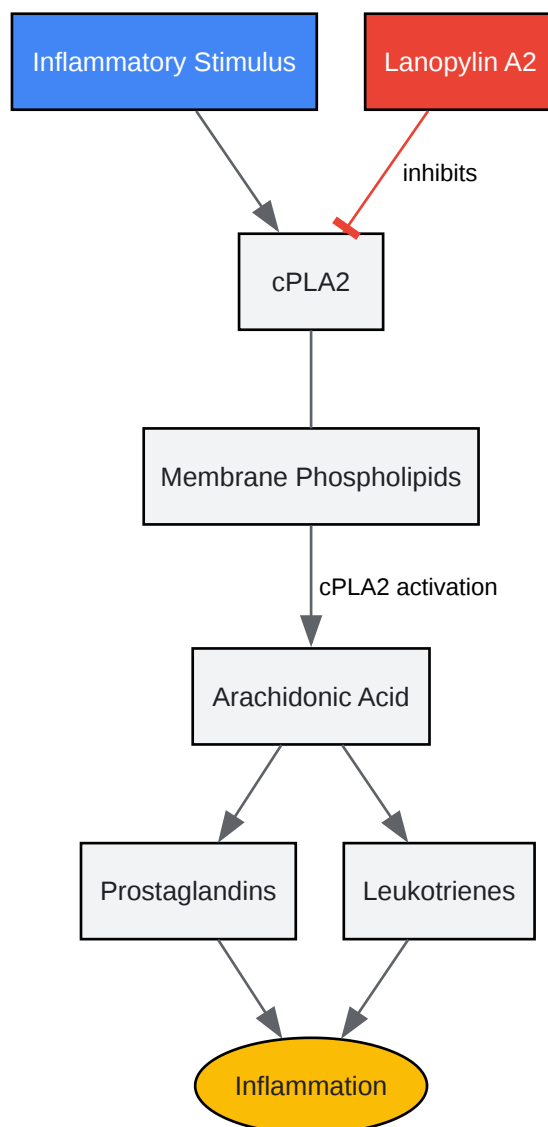 Inflammatory Stimulus
Lanopylin A2
inhibits
cPLA2
Membrane Phospholipids
cPLA2 activation
Arachidonic Acid
Prostaglandins
Leukotrienes
Inflammation